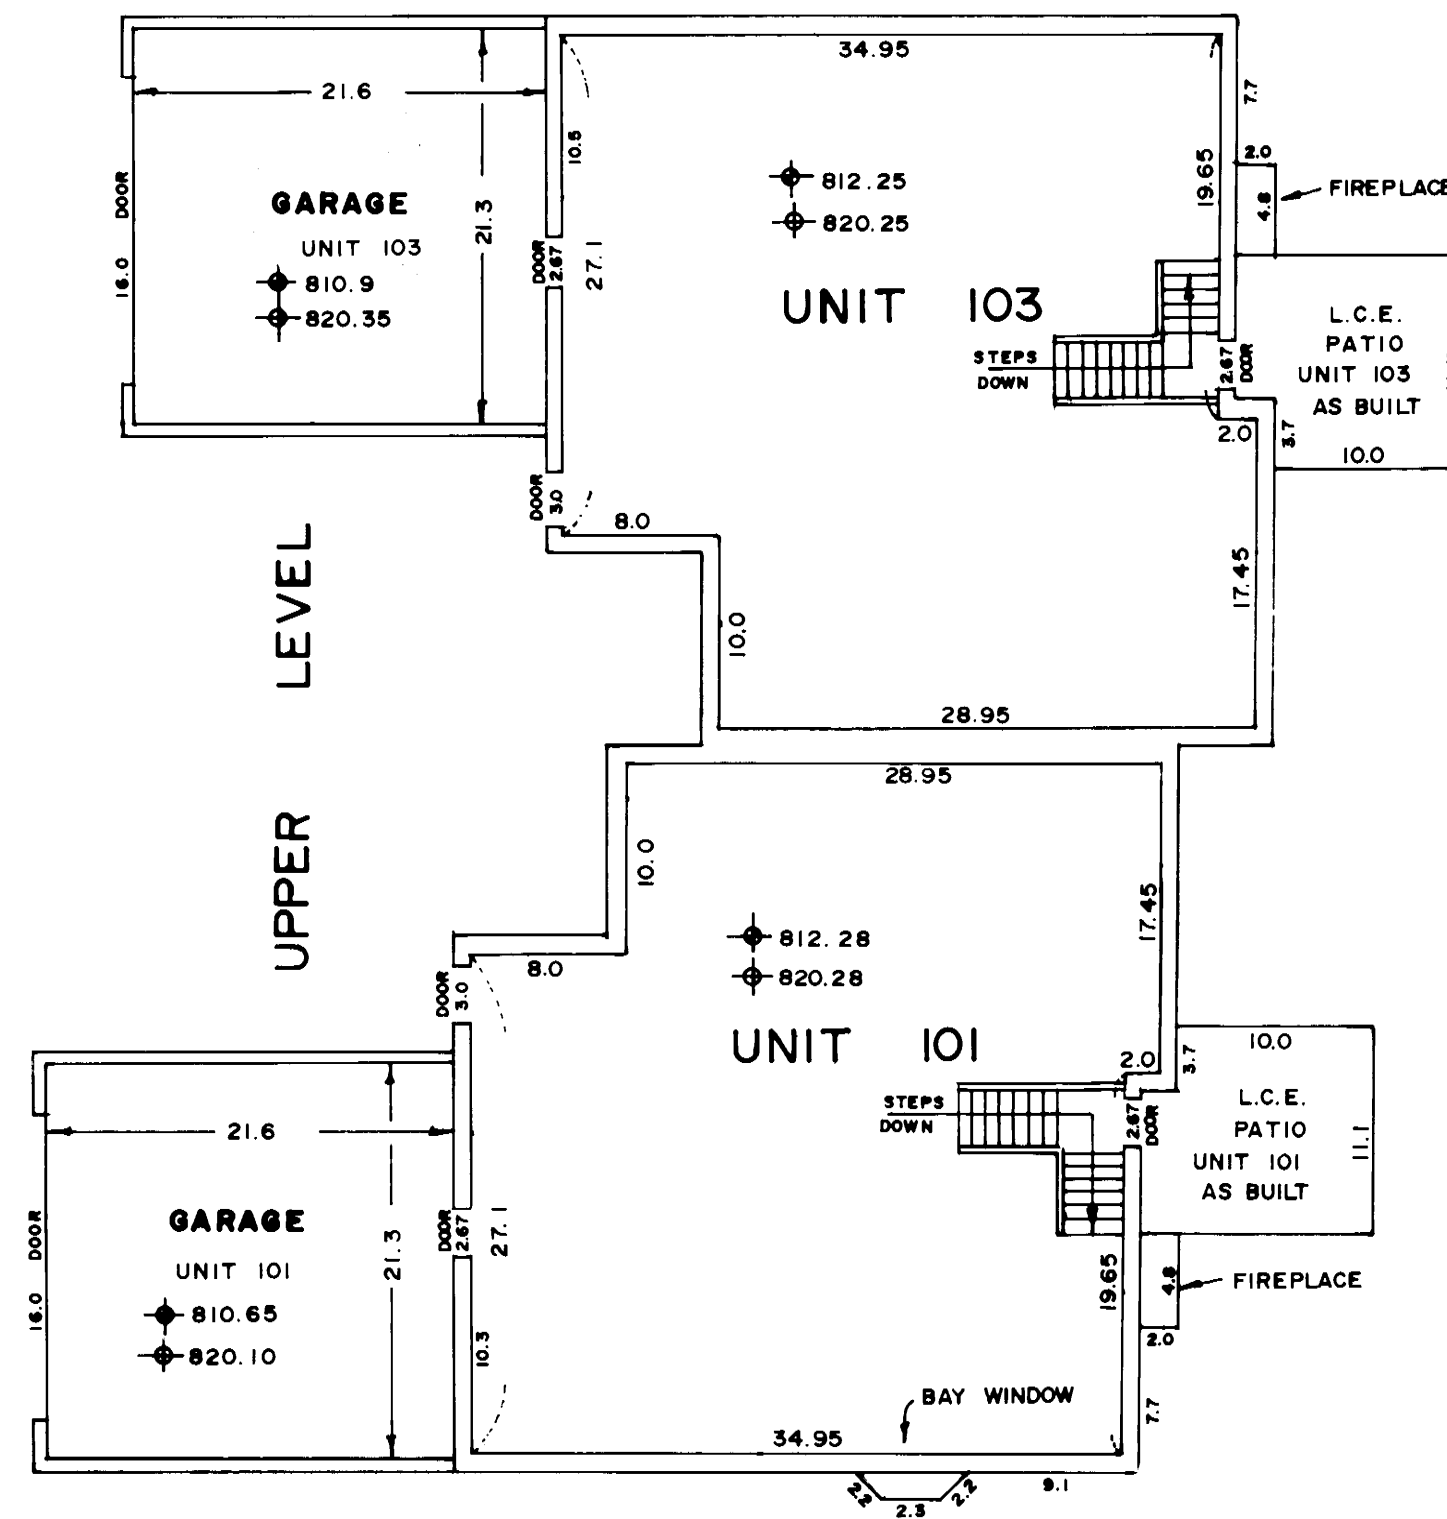 34.95
21.6
7.7
10.5
DOOR
16.0
GARAGE
UNIT 103
810.9
820.35
21.3
DOOR
2.67
27.1
812.25
820.25
UNIT 103
19.65
2.0
4.8
FIREPLACE
STEPS
DOWN
2.67
DOOR
L.C.E.
PATIO
UNIT 103
AS BUILT
10.0
2.0
3.7
DOOR
3.0
8.0
10.0
17.45
28.95
UPPER LEVEL
28.95
10.0
17.45
812.28
820.28
8.0
DOOR
3.0
UNIT 101
2.0
3.7
10.0
STEPS
DOWN
2.67
DOOR
L.C.E.
PATIO
UNIT 101
AS BUILT
11.1
21.6
DOOR
16.0
GARAGE
UNIT 101
810.65
820.10
21.3
DOOR
2.67
27.1
10.3
19.65
4.8
FIREPLACE
2.0
7.7
BAY WINDOW
34.95
2.2
2.3
2.2
9.1